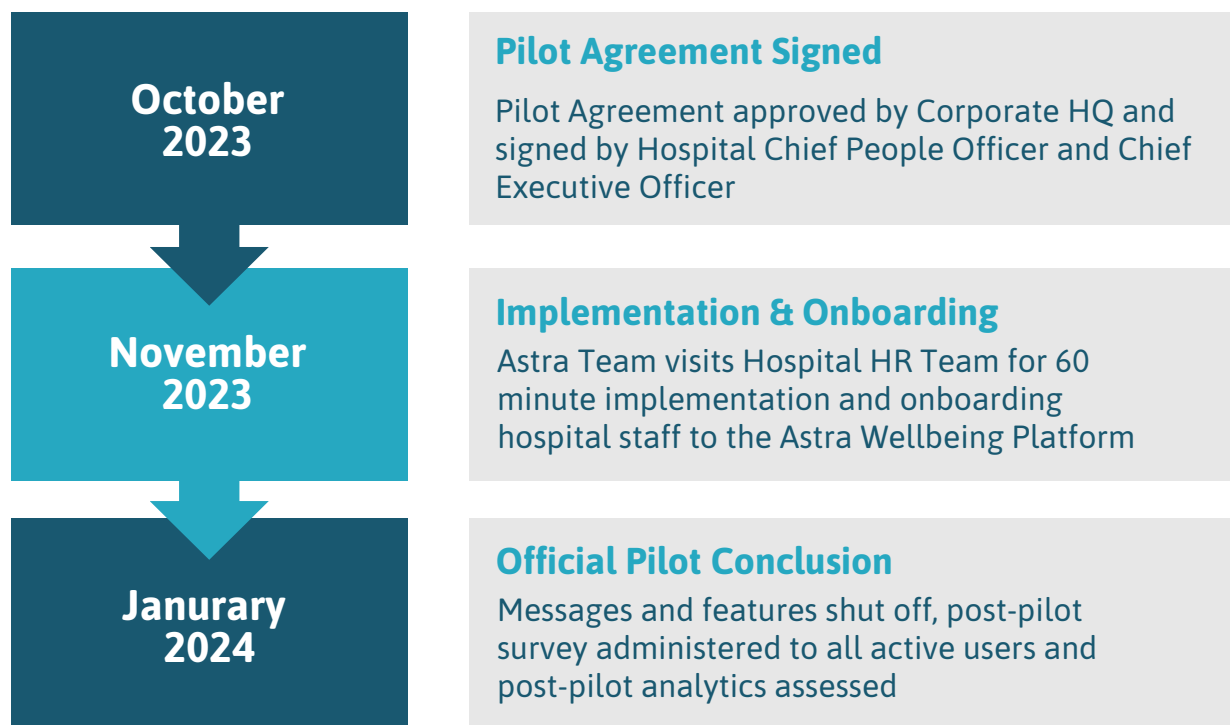 October
2023
Pilot Agreement Signed
Pilot Agreement approved by Corporate HQ and
signed by Hospital Chief People Officer and Chief
Executive Officer
November
2023
Implementation & Onboarding
Astra Team visits Hospital HR Team for 60
minute implementation and onboarding
hospital staff to the Astra Wellbeing Platform
Janurary
2024
Official Pilot Conclusion
Messages and features shut off, post-pilot
survey administered to all active users and
post-pilot analytics assessed